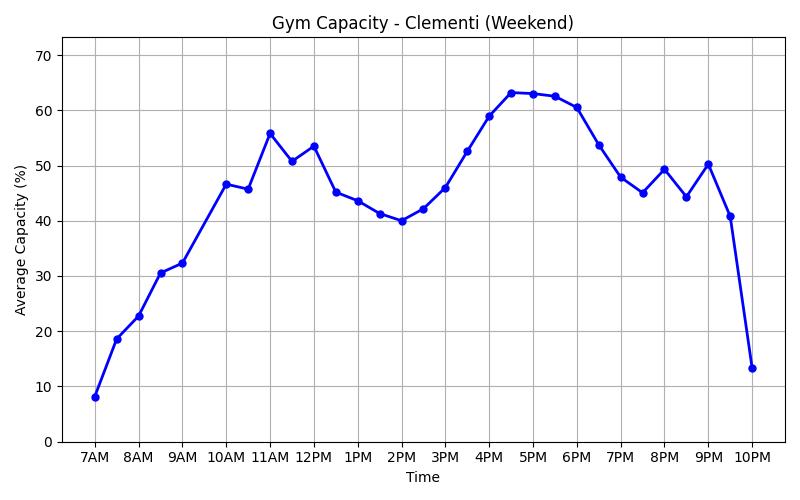 Gym Capacity - Clementi (Weekend)
Average Capacity (%)
70
60
50
40
30
20
10
0
7AM 8AM 9AM 10AM 11AM 12PM 1PM 2PM 3PM 4PM 5PM 6PM 7PM 8PM 9PM 10PM
Time